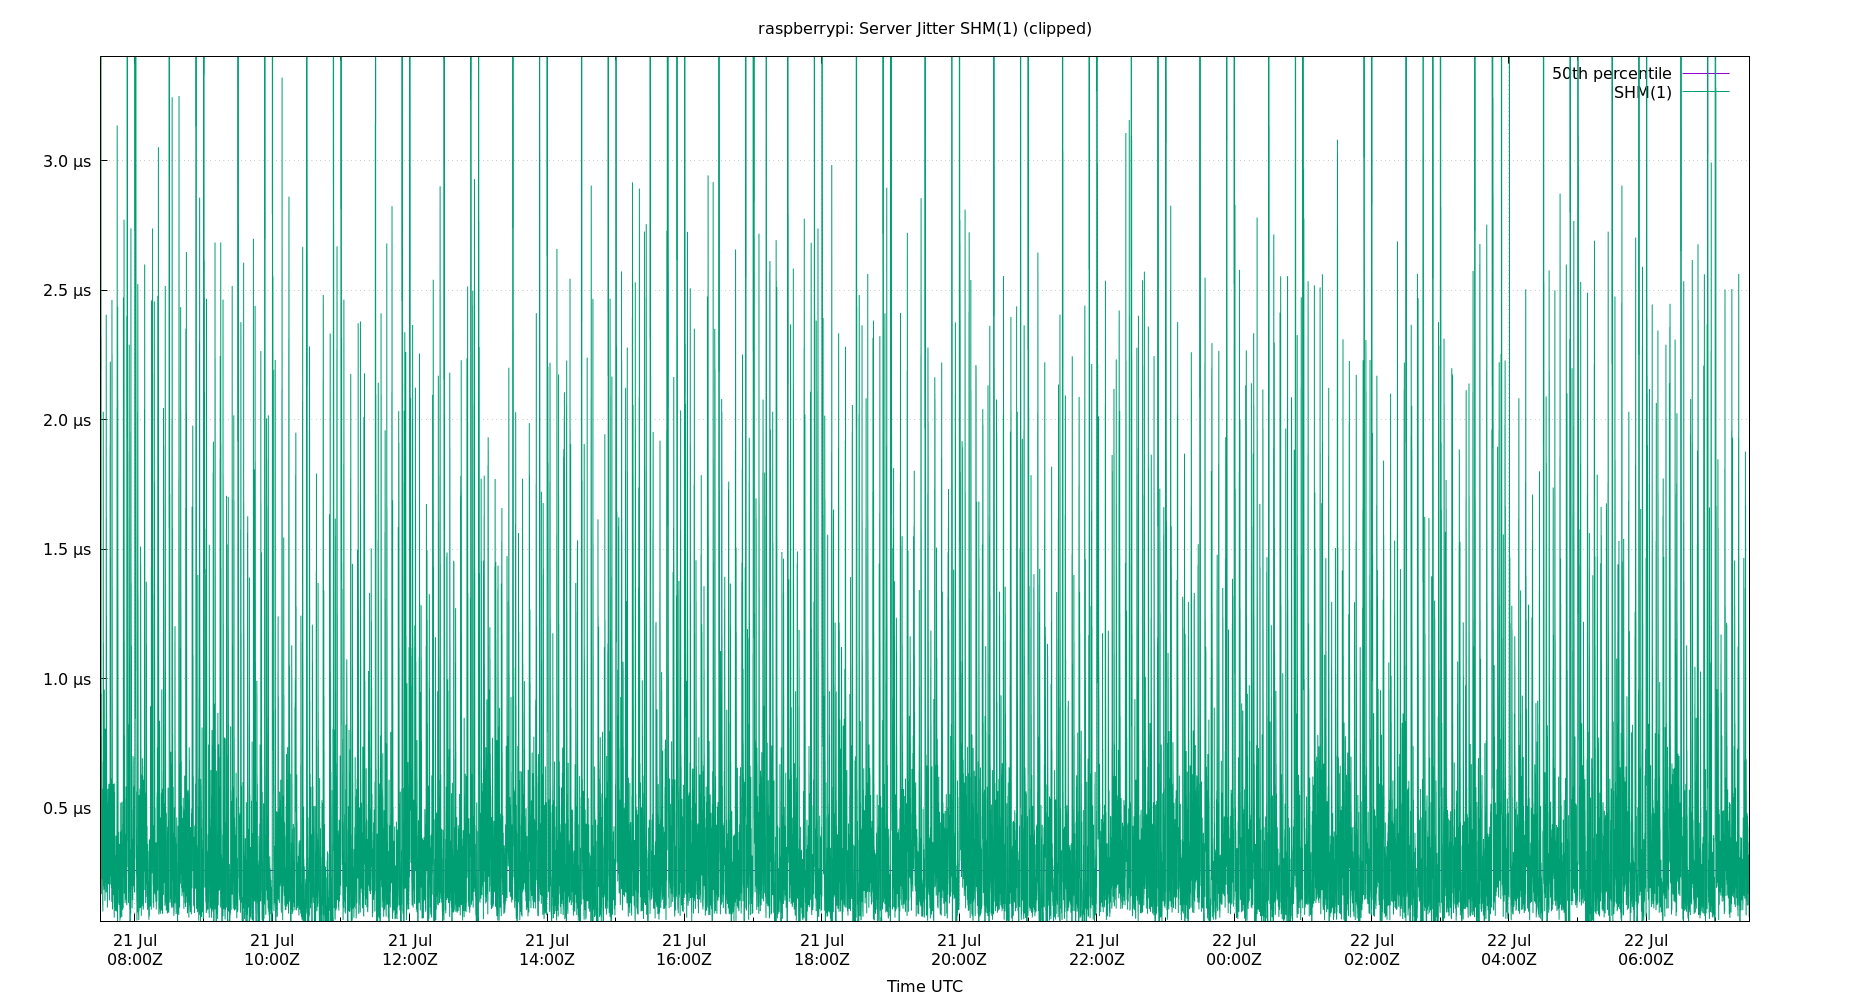 raspberrypi: Server Jitter SHM(1) (clipped)
50th percentile
SHM(1)
3.0 μs
2.5 μs
2.0 μs
1.5 μs
1.0 μs
0.5 μs
21 Jul 21 Jul 21 Jul 21 Jul 21 Jul 21 Jul 21 Jul 21 Jul 22 Jul 22 Jul 22 Jul 22 Jul
08:00Z 10:00Z 12:00Z 14:00Z 16:00Z 18:00Z 20:00Z 22:00Z 00:00Z 02:00Z 04:00Z 06:00Z
Time UTC